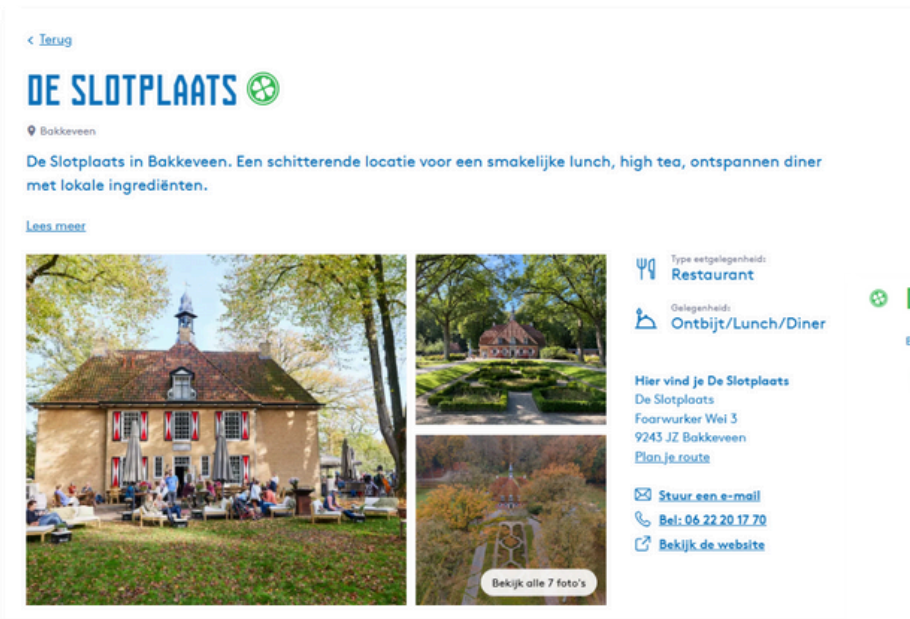 < Terug
DE SLOTPLAATS
Bakkeveen
De Slotplaats in Bakkeveen. Een schitterende locatie voor een smakelijke lunch, high tea, ontspannen diner
met lokale ingrediënten.
Lees meer
Bekijk alle 7 foto's
Type eetgelegenheid:
Restaurant
Gelegenheid:
Ontbijt/Lunch/Diner
Hier vind je De Slotplaats
De Slotplaats
Foarwurker Wei 3
9243 JZ Bakkeveen
Plan je route
Stuur een e-mail
Bel: 06 22 20 17 70
Bekijk de website